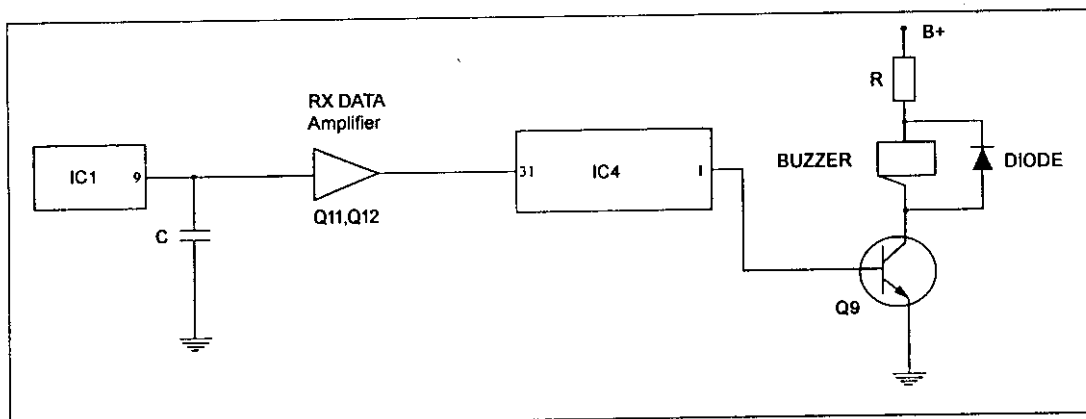 B+
R
RX DATA
Amplifier
BUZZER
DIODE
IC1
9
31
IC4
1
C
Q11,Q12
Q9